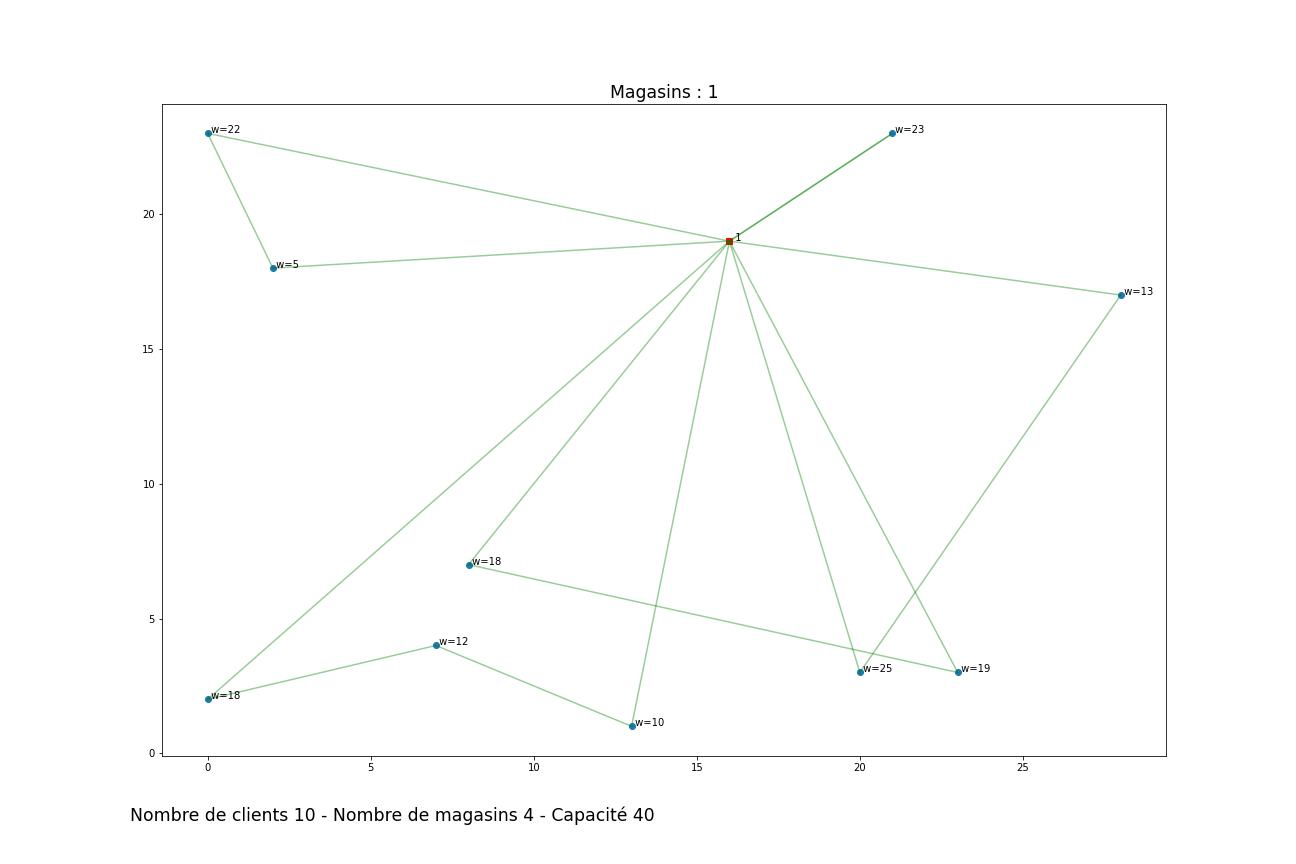 Magasins : 1
w=22
w=23
20
1
w=5
w=13
15
10
w=18
5
w=12
w=25
w=19
w=18
w=10
0
0
5
10
15
20
25
Nombre de clients 10 - Nombre de magasins 4 - Capacité 40